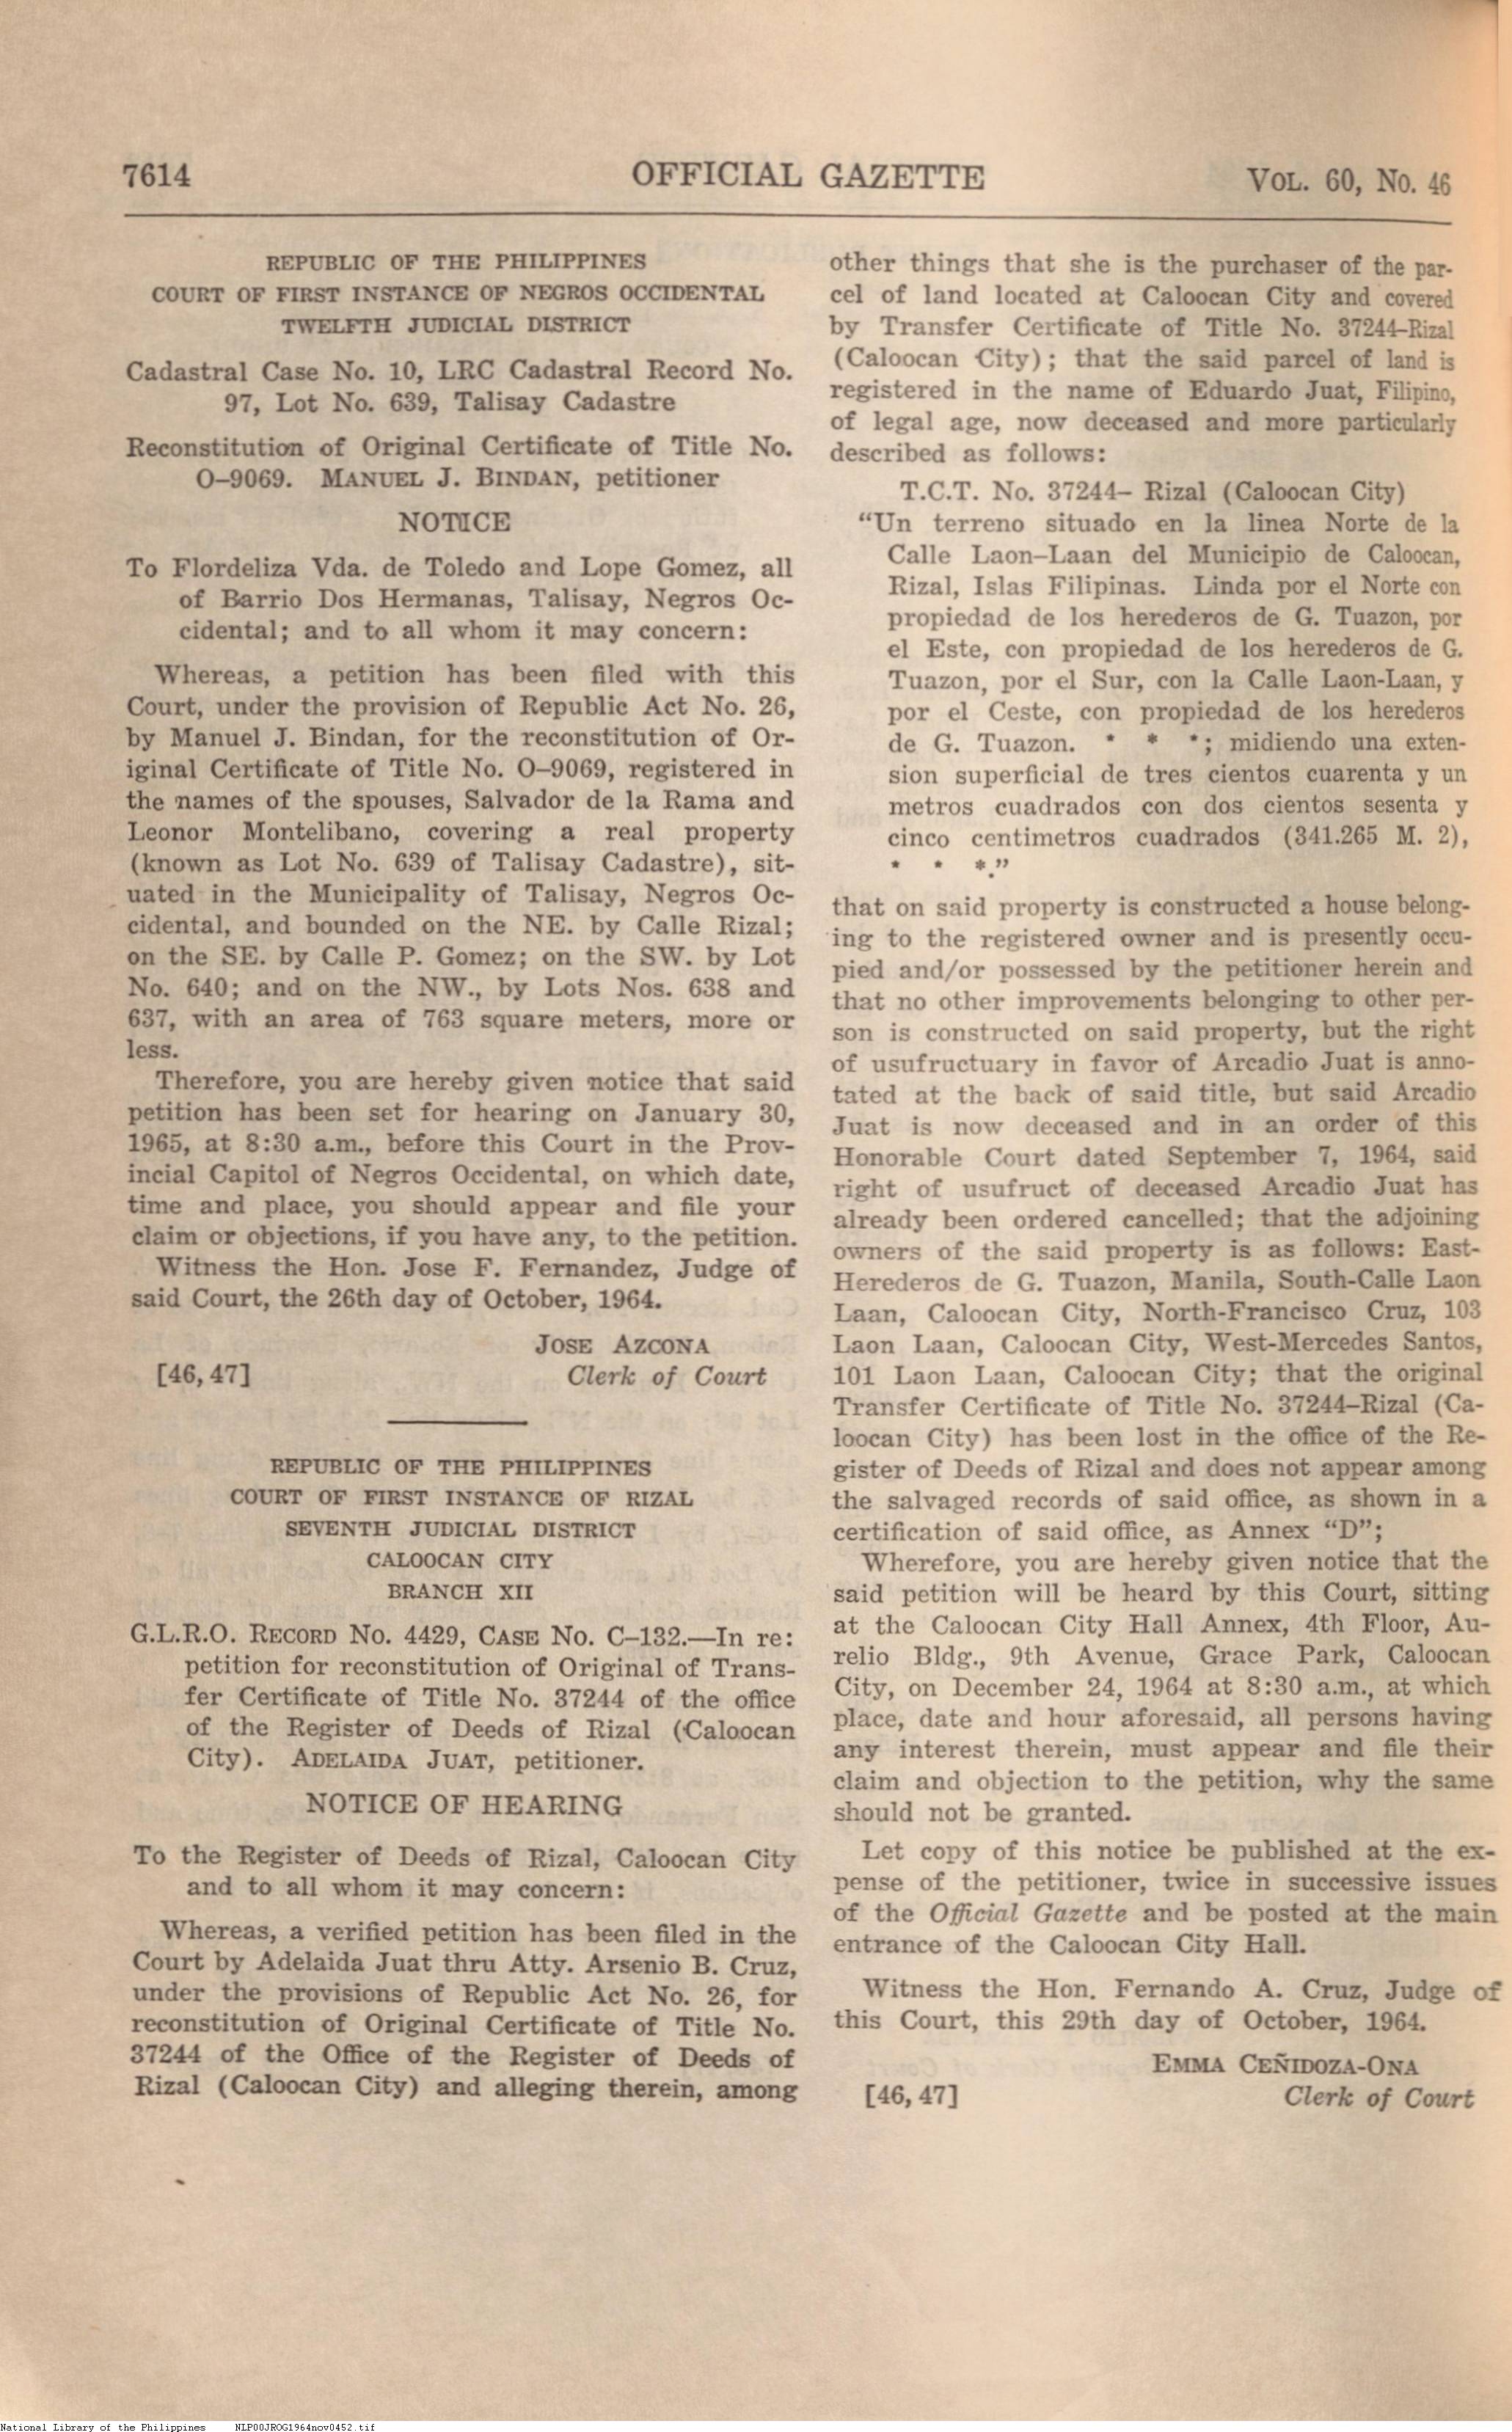 7614
OFFICIAL GAZETTE
VOL. 60, No. 46
REPUBLIC OF THE PHILIPPINES
COURT OF FIRST INSTANCE OF NEGROS OCCIDENTAL
TWELFTH JUDICIAL DISTRICT
Cadastral Case No. 10, LRC Cadastral Record No.
97, Lot No. 639, Talisay Cadastre
Reconstitution of Original Certificate of Title No.
O–9069. MANUEL J. BINDAN, petitioner
NOTICE
To Flordeliza Vda. de Toledo and Lope Gomez, all
of Barrio Dos Hermanas, Talisay, Negros Oc-
cidental; and to all whom it may concern:
Whereas, a petition has been filed with this
Court, under the provision of Republic Act No. 26,
by Manuel J. Bindan, for the reconstitution of Or-
iginal Certificate of Title No. O–9069, registered in
the names of the spouses, Salvador de la Rama and
Leonor Montelibano, covering a real property
(known as Lot No. 639 of Talisay Cadastre), sit-
uated in the Municipality of Talisay, Negros Oc-
cidental, and bounded on the NE. by Calle Rizal;
on the SE. by Calle P. Gomez; on the SW. by Lot
No. 640; and on the NW., by Lots Nos. 638 and
637, with an area of 763 square meters, more or
less.
Therefore, you are hereby given notice that said
petition has been set for hearing on January 30,
1965, at 8:30 a.m., before this Court in the Prov-
incial Capitol of Negros Occidental, on which date,
time and place, you should appear and file your
claim or objections, if you have any, to the petition.
Witness the Hon. Jose F. Fernandez, Judge of
said Court, the 26th day of October, 1964.
JOSE AZCONA
[46, 47] Clerk of Court
REPUBLIC OF THE PHILIPPINES
COURT OF FIRST INSTANCE OF RIZAL
SEVENTH JUDICIAL DISTRICT
CALOOCAN CITY
BRANCH XII
G.L.R.O. RECORD No. 4429, CASE No. C–132.—In re:
petition for reconstitution of Original of Trans-
fer Certificate of Title No. 37244 of the office
of the Register of Deeds of Rizal (Caloocan
City). ADELAIDA JUAT, petitioner.
NOTICE OF HEARING
To the Register of Deeds of Rizal, Caloocan City
and to all whom it may concern:
Whereas, a verified petition has been filed in the
Court by Adelaida Juat thru Atty. Arsenio B. Cruz,
under the provisions of Republic Act No. 26, for
reconstitution of Original Certificate of Title No.
37244 of the Office of the Register of Deeds of
Rizal (Caloocan City) and alleging therein, among
other things that she is the purchaser of the par-
cel of land located at Caloocan City and covered
by Transfer Certificate of Title No. 37244–Rizal
(Caloocan City); that the said parcel of land is
registered in the name of Eduardo Juat, Filipino,
of legal age, now deceased and more particularly
described as follows:
T.C.T. No. 37244– Rizal (Caloocan City)
"Un terreno situado en la linea Norte de la
Calle Laon–Laan del Municipio de Caloocan,
Rizal, Islas Filipinas. Linda por el Norte con
propiedad de los herederos de G. Tuazon, por
el Este, con propiedad de los herederos de G.
Tuazon, por el Sur, con la Calle Laon-Laan, y
por el Ceste, con propiedad de los herederos
de G. Tuazon. * * *; midiendo una exten-
sion superficial de tres cientos cuarenta y un
metros cuadrados con dos cientos sesenta y
cinco centimetros cuadrados (341.265 M. 2),
* * *."
that on said property is constructed a house belong-
ing to the registered owner and is presently occu-
pied and/or possessed by the petitioner herein and
that no other improvements belonging to other per-
son is constructed on said property, but the right
of usufructuary in favor of Arcadio Juat is anno-
tated at the back of said title, but said Arcadio
Juat is now deceased and in an order of this
Honorable Court dated September 7, 1964, said
right of usufruct of deceased Arcadio Juat has
already been ordered cancelled; that the adjoining
owners of the said property is as follows: East-
Herederos de G. Tuazon, Manila, South-Calle Laon
Laan, Caloocan City, North-Francisco Cruz, 103
Laon Laan, Caloocan City, West-Mercedes Santos,
101 Laon Laan, Caloocan City; that the original
Transfer Certificate of Title No. 37244–Rizal (Ca-
loocan City) has been lost in the office of the Re-
gister of Deeds of Rizal and does not appear among
the salvaged records of said office, as shown in a
certification of said office, as Annex "D";
Wherefore, you are hereby given notice that the
said petition will be heard by this Court, sitting
at the Caloocan City Hall Annex, 4th Floor, Au-
relio Bldg., 9th Avenue, Grace Park, Caloocan
City, on December 24, 1964 at 8:30 a.m., at which
place, date and hour aforesaid, all persons having
any interest therein, must appear and file their
claim and objection to the petition, why the same
should not be granted.
Let copy of this notice be published at the ex-
pense of the petitioner, twice in successive issues
of the Official Gazette and be posted at the main
entrance of the Caloocan City Hall.
Witness the Hon. Fernando A. Cruz, Judge of
this Court, this 29th day of October, 1964.
EMMA CEÑIDOZA-ONA
[46, 47] Clerk of Court
National Library of the Philippines NLP00JROG1964nov0452.tif